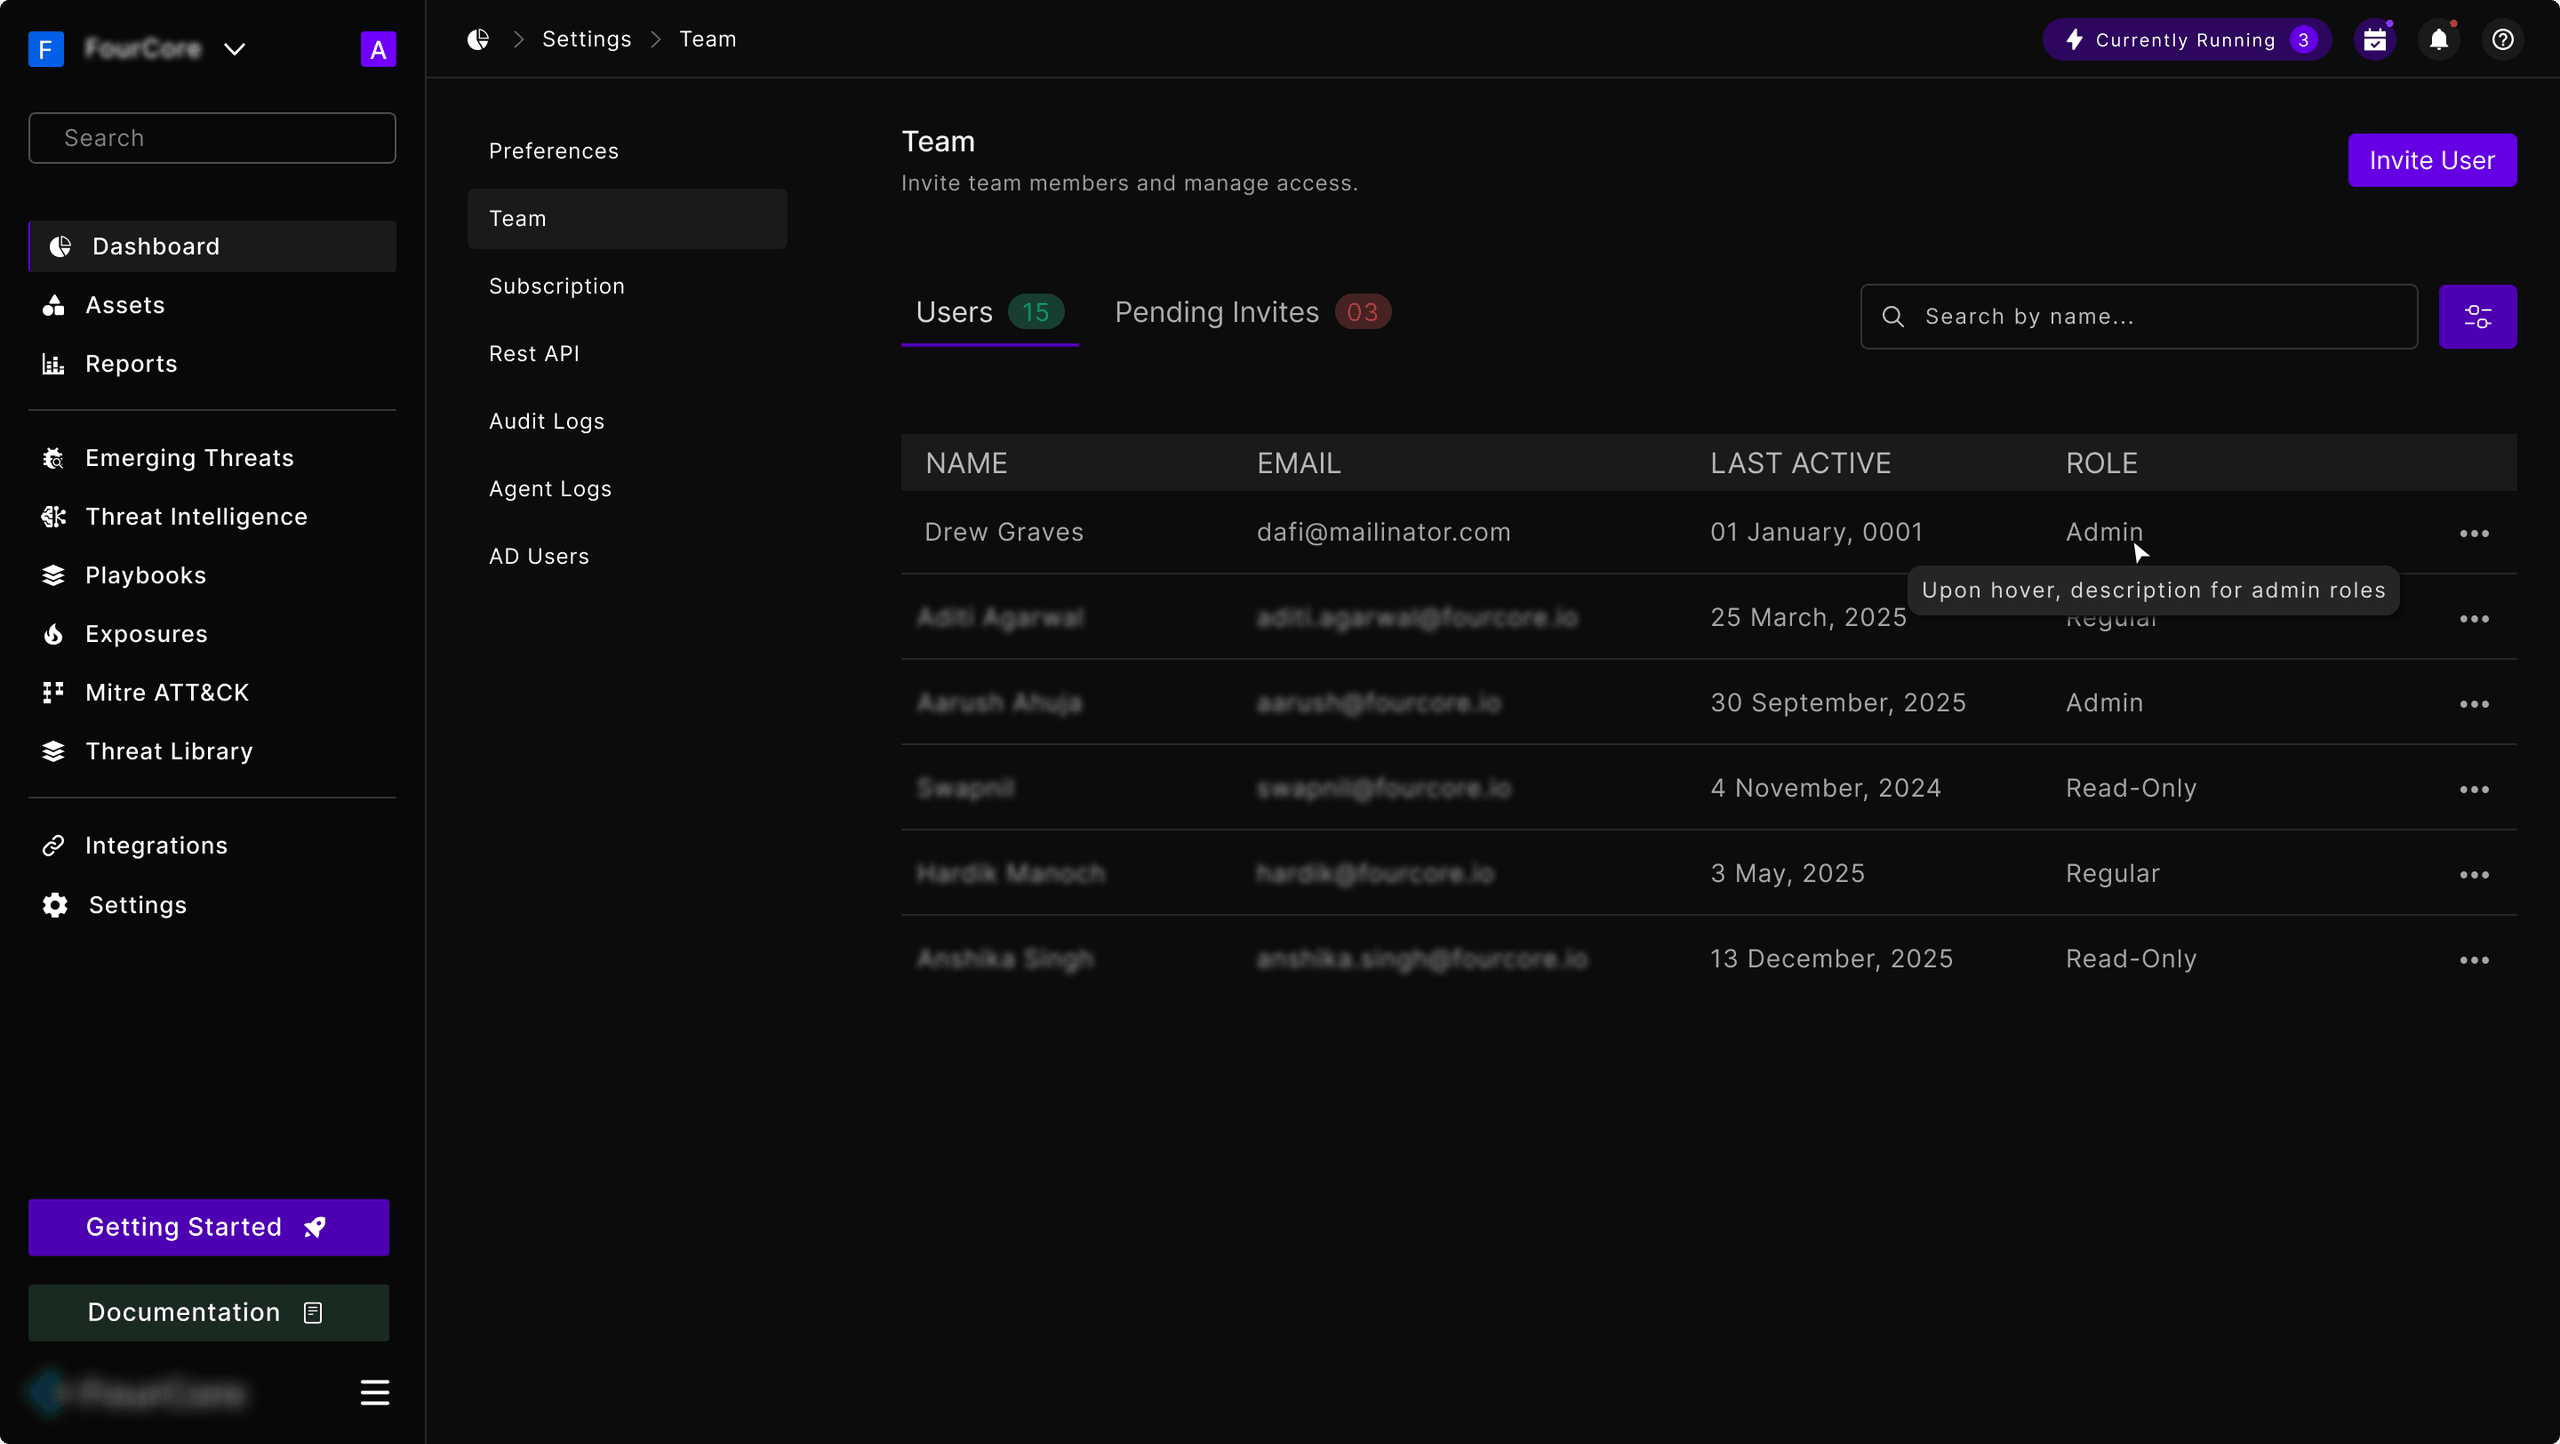 F FourCore A
Settings Team
Currently Running 3
Search
Dashboard
Assets
Reports
Emerging Threats
Threat Intelligence
Playbooks
Exposures
Mitre ATT&CK
Threat Library
Integrations
Settings
Getting Started
Documentation
FourCore
Preferences
Team
Subscription
Rest API
Audit Logs
Agent Logs
AD Users
Team
Invite team members and manage access.
Invite User
Users 15 Pending Invites 03
Search by name...
NAME EMAIL LAST ACTIVE ROLE
Drew Graves dafi@mailinator.com 01 January, 0001 Admin
Upon hover, description for admin roles
25 March, 2025 Regular
30 September, 2025 Admin
4 November, 2024 Read-Only
3 May, 2025 Regular
13 December, 2025 Read-Only